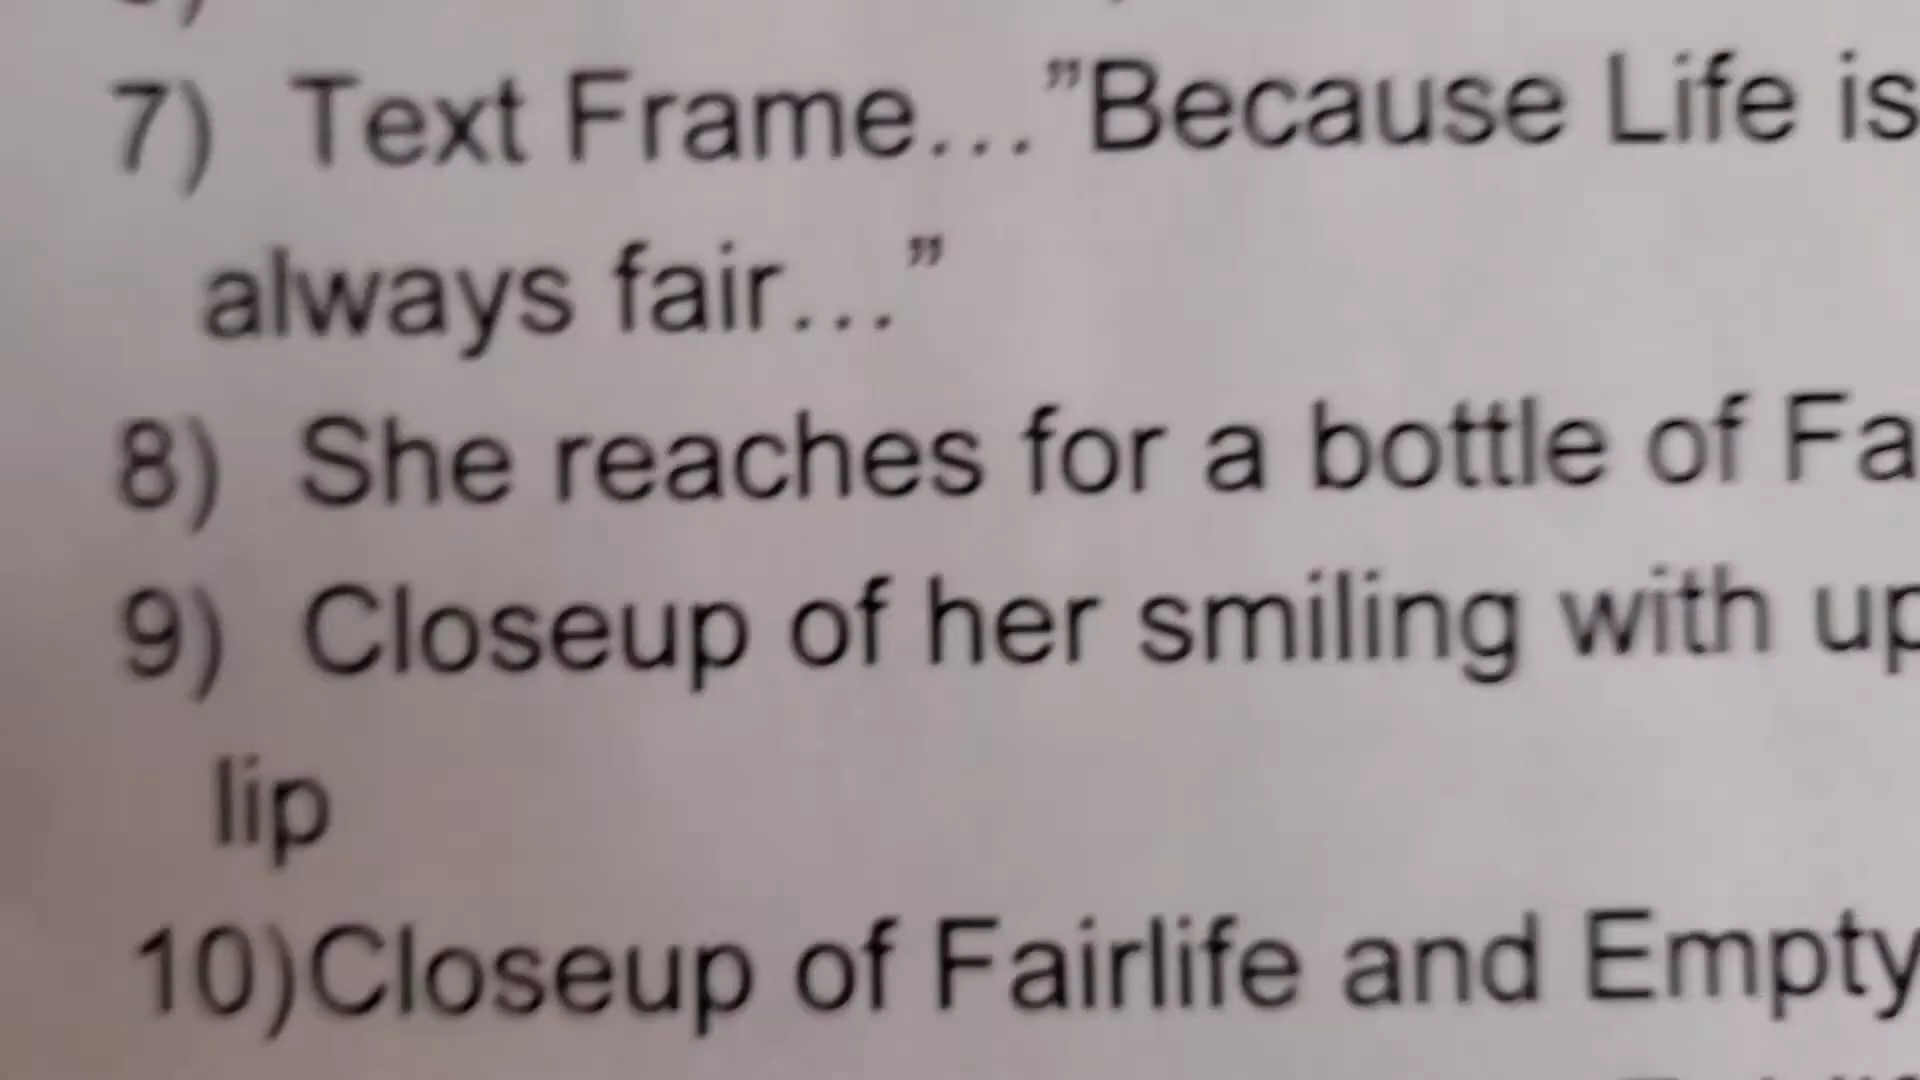 7) Text Frame..."Because Life is
always fair..."
8) She reaches for a bottle of Fa
9) Closeup of her smiling with up
lip
10)Closeup of Fairlife and Empty